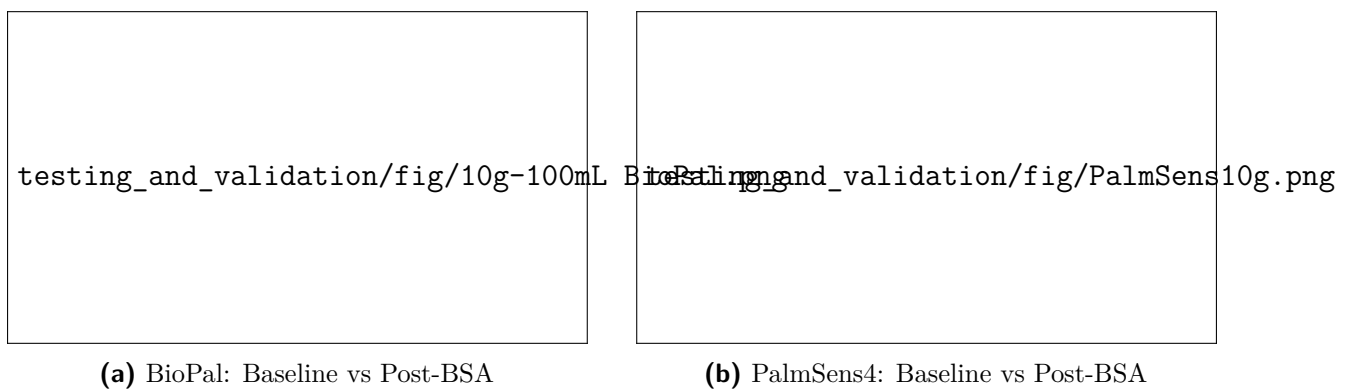 testing_and_validation/fig/10g-100mL BioPal.png
testing_and_validation/fig/PalmSens10g.png
(a) BioPal: Baseline vs Post-BSA
(b) PalmSens4: Baseline vs Post-BSA